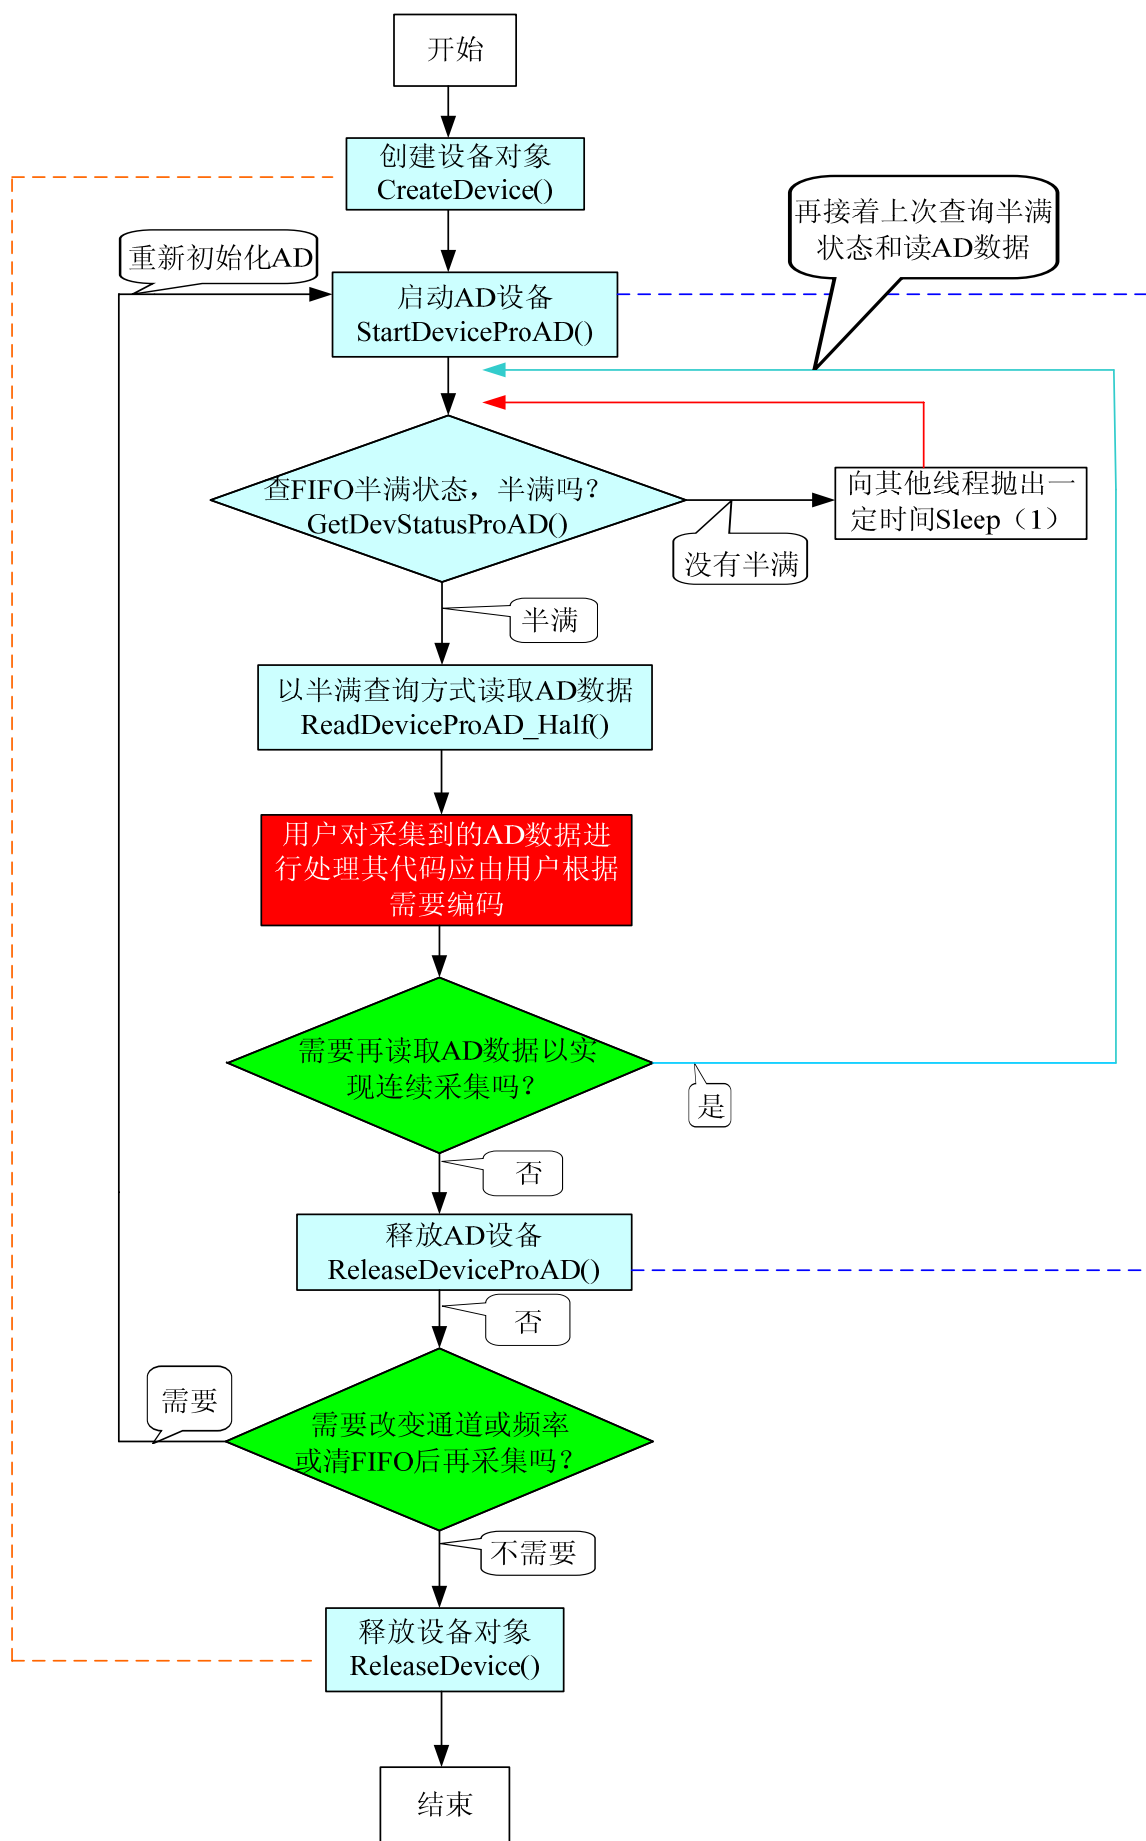 开始
创建设备对象
CreateDevice()
再接着上次查询半满
状态和读AD数据
重新初始化AD
启动AD设备
StartDeviceProAD()
查FIFO半满状态，半满吗？
GetDevStatusProAD()
向其他线程抛出一
定时间Sleep（1）
没有半满
半满
以半满查询方式读取AD数据
ReadDeviceProAD_Half()
用户对采集到的AD数据进
行处理其代码应由用户根据
需要编码
需要再读取AD数据以实
现连续采集吗？
是
否
释放AD设备
ReleaseDeviceProAD()
否
需要
需要改变通道或频率
或清FIFO后再采集吗？
不需要
释放设备对象
ReleaseDevice()
结束